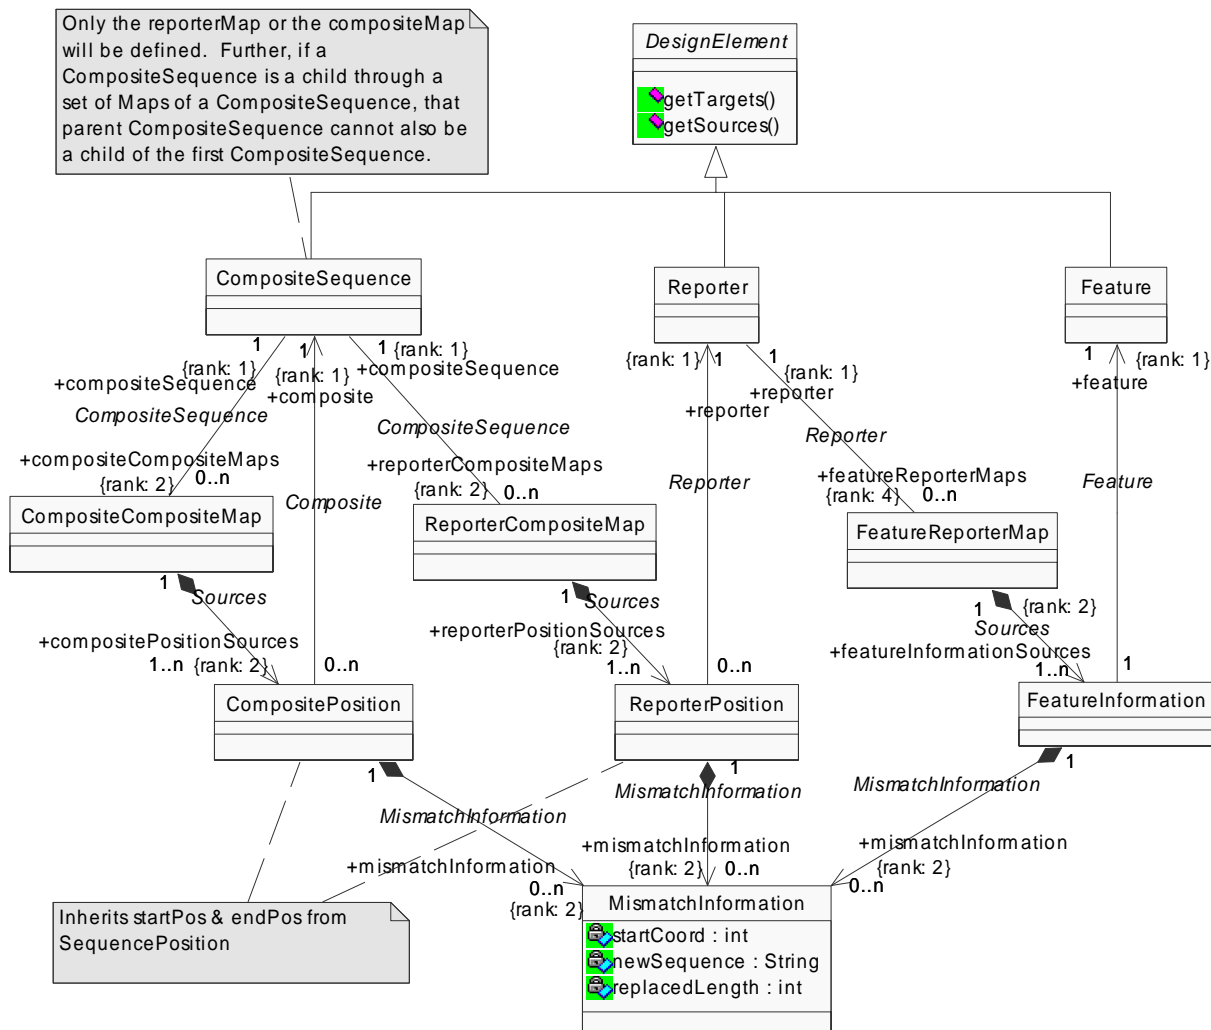 Only the reporterMap or the compositeMap
will be defined.  Further, if a
CompositeSequence is a child through a
set of Maps of a CompositeSequence, that
parent CompositeSequence cannot also be
a child of the first CompositeSequence.
DesignElement
getTargets()
getSources()
CompositeSequence
Reporter
Feature
1
{rank: 1}
+compositeSequence
CompositeSequence
+compositeCompositeMaps
{rank: 2}
0..n
1
{rank: 1}
+composite
Composite
0..n
1
{rank: 1}
+compositeSequence
CompositeSequence
+reporterCompositeMaps
{rank: 2}
0..n
{rank: 1}
1
+reporter
Reporter
0..n
1
{rank: 1}
+reporter
Reporter
+featureReporterMaps
{rank: 4}
0..n
1
{rank: 1}
+feature
Feature
1
CompositeCompositeMap
ReporterCompositeMap
FeatureReporterMap
1
Sources
+compositePositionSources
1..n
{rank: 2}
1
Sources
+reporterPositionSources
{rank: 2}
1..n
1
{rank: 2}
Sources
+featureInformationSources
1..n
CompositePosition
ReporterPosition
FeatureInformation
1
MismatchInformation
+mismatchInformation
0..n
{rank: 2}
1
MismatchInformation
+mismatchInformation
{rank: 2}
0..n
1
MismatchInformation
+mismatchInformation
{rank: 2}
0..n
Inherits startPos & endPos from
SequencePosition
MismatchInformation
startCoord : int
newSequence : String
replacedLength : int